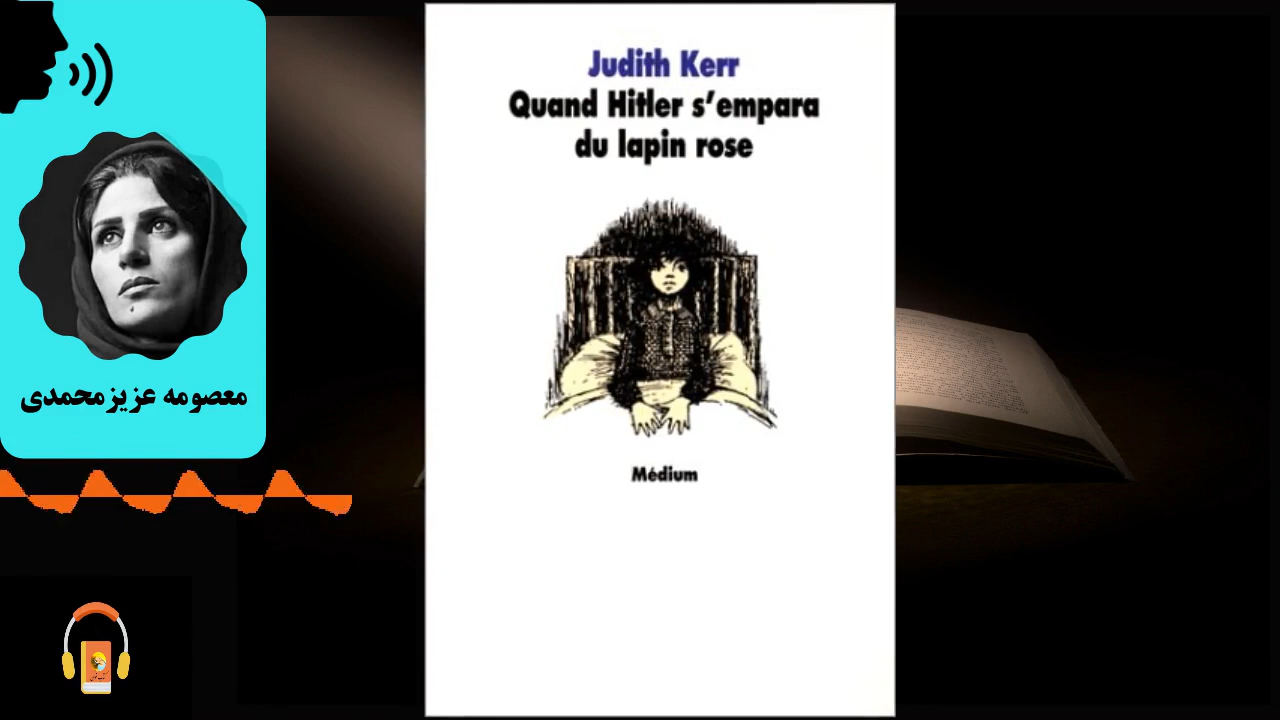 معصومه عزیزمحمدی
Judith Kerr
Quand Hitler s'empara
du lapin rose
Médium